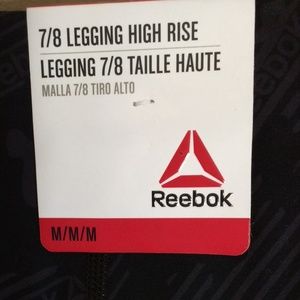 7/8 LEGGING HIGH RISE
LEGGING 7/8 TAILLE HAUTE
MALLA 7/8 TIRO ALTO
Reebok
M/M/M